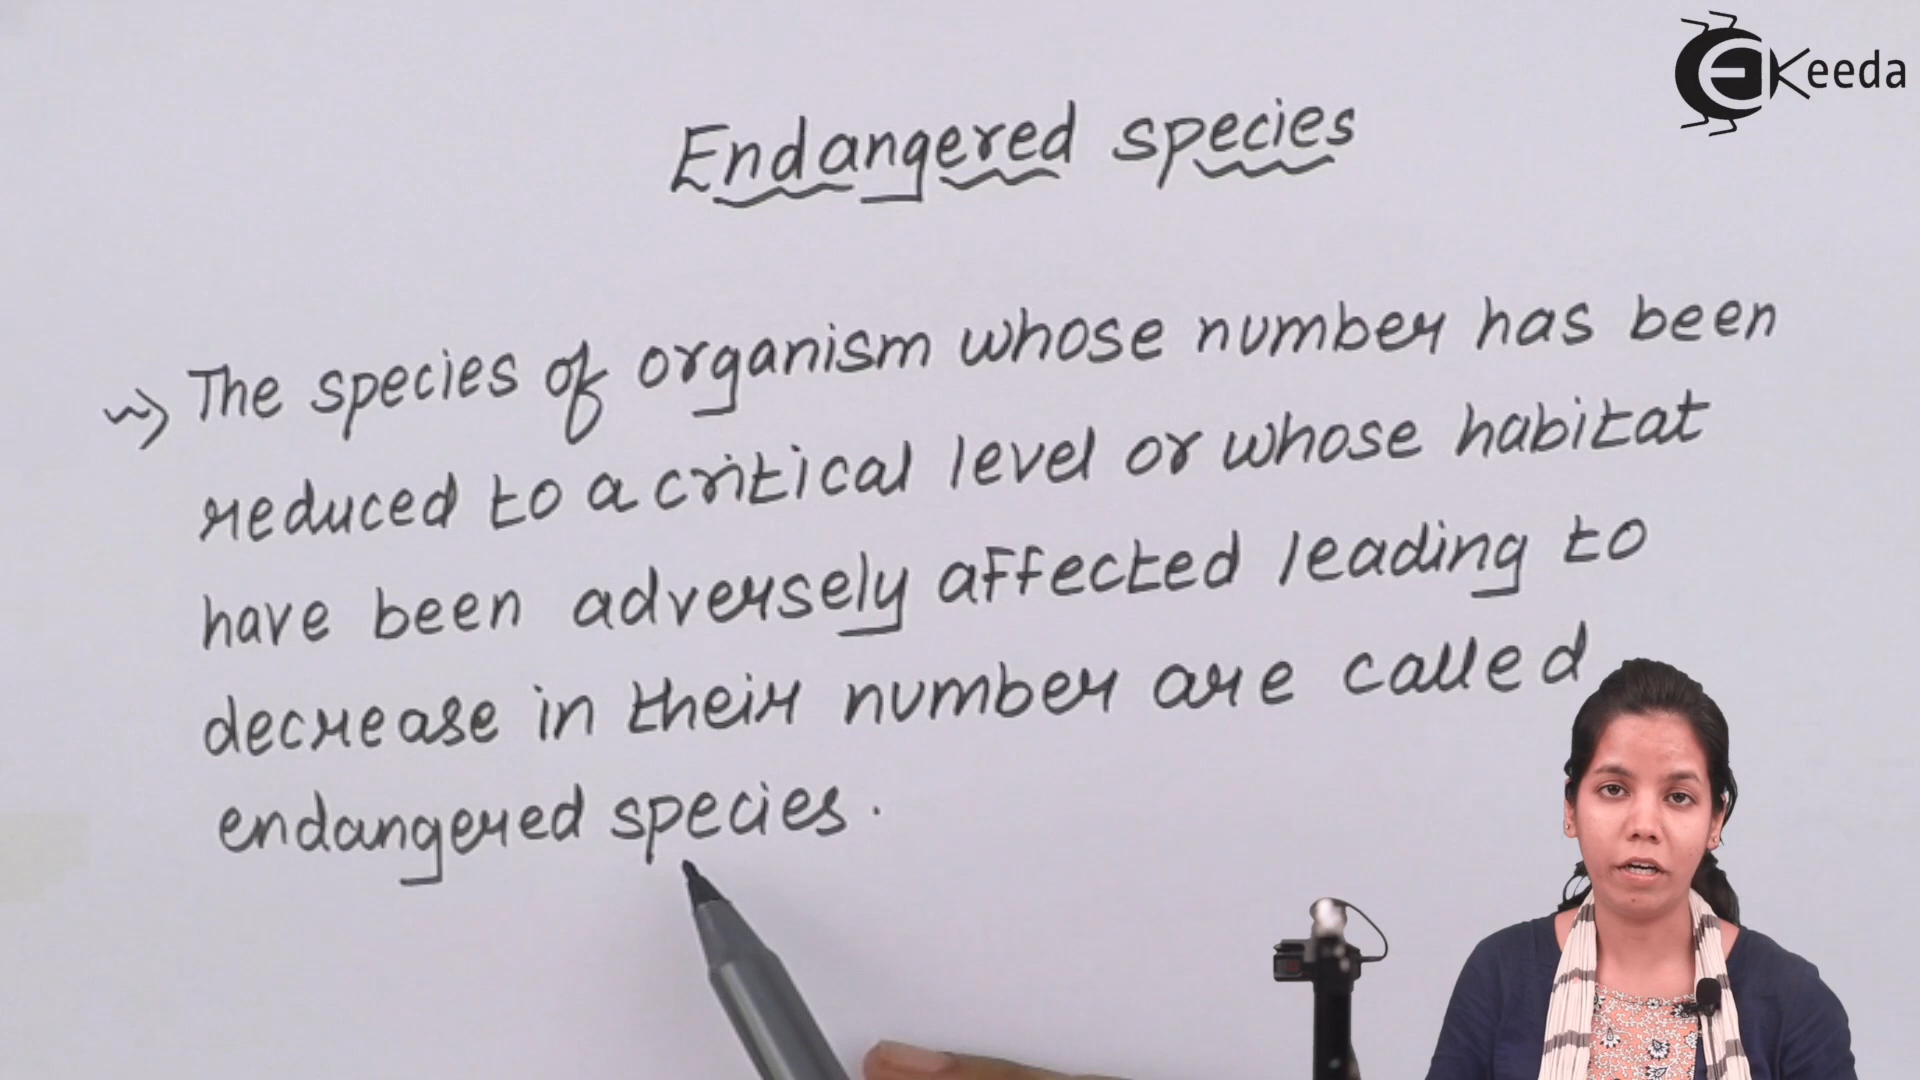 EKeeda
Endangered species
The species of organism whose number has been
reduced to a critical level or whose habitat
have been adversely affected leading to
decrease in their number are called
endangered species.